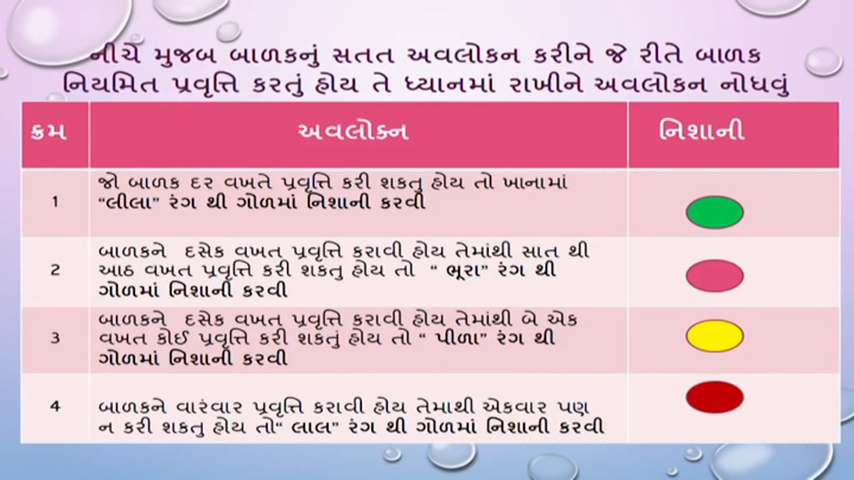 નીચે મુજબ બાળકનું સતત અવલોકન કરીને જે રીતે બાળક
નિયમિત પ્રવૃત્તિ કરતું હોય તે ધ્યાનમાં રાખીને અવલોકન નોધવું
ક્રમ અવલોક્ન નિશાની
1 જો બાળક દર વખતે પ્રવૃત્તિ કરી શકતુ હોય તો ખાનામાં
“લીલા” રંગ થી ગોળમાં નિશાની કરવી
2 બાળકને દસેક વખત પ્રવૃત્તિ કરાવી હોય તેમાંથી સાત થી
આઠ વખત પ્રવૃત્તિ કરી શકતુ હોય તો “ ભૂરા” રંગ થી
ગોળમાં નિશાની કરવી
3 બાળકને દસેક વખત પ્રવૃત્તિ કરાવી હોય તેમાંથી બે એક
વખત કોઈ પ્રવૃત્તિ કરી શકતું હોય તો “ પીળા” રંગ થી
ગોળમાં નિશાની કરવી
4 બાળકને વારંવાર પ્રવૃત્તિ કરાવી હોય તેમાથી એકવાર પણ
ન કરી શકતુ હોય તો“ લાલ” રંગ થી ગોળમાં નિશાની કરવી